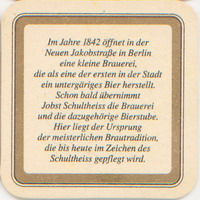 Im Jahre 1842 öffnet in der
Neuen Jakobstraße in Berlin
eine kleine Brauerei,
die als eine der ersten in der Stadt
ein untergäriges Bier herstellt.
Schon bald übernimmt
Jobst Schultheiss die Brauerei
und die dazugehörige Bierstube.
Hier liegt der Ursprung
der meisterlichen Brautradition,
die bis heute im Zeichen des
Schultheiss gepflegt wird.